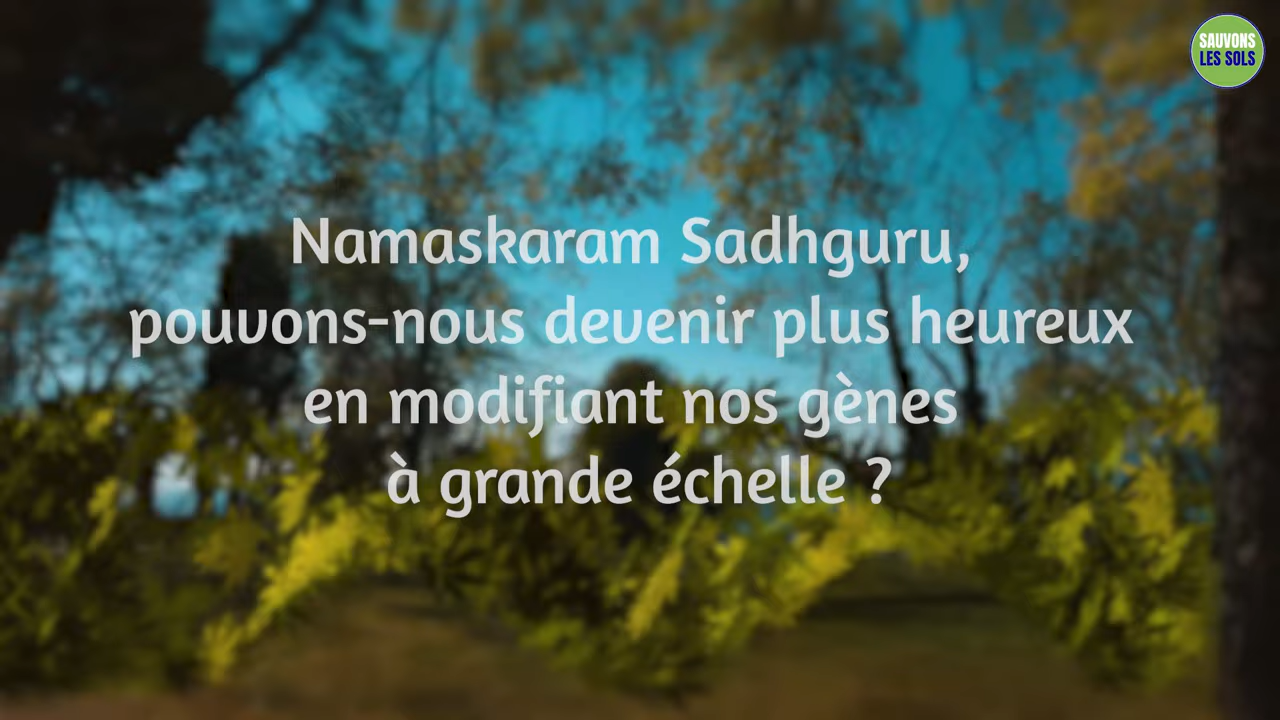 SAUVONS
LES SOLS
Namaskaram Sadhguru,
pouvons-nous devenir plus heureux
en modifiant nos gènes
à grande échelle ?